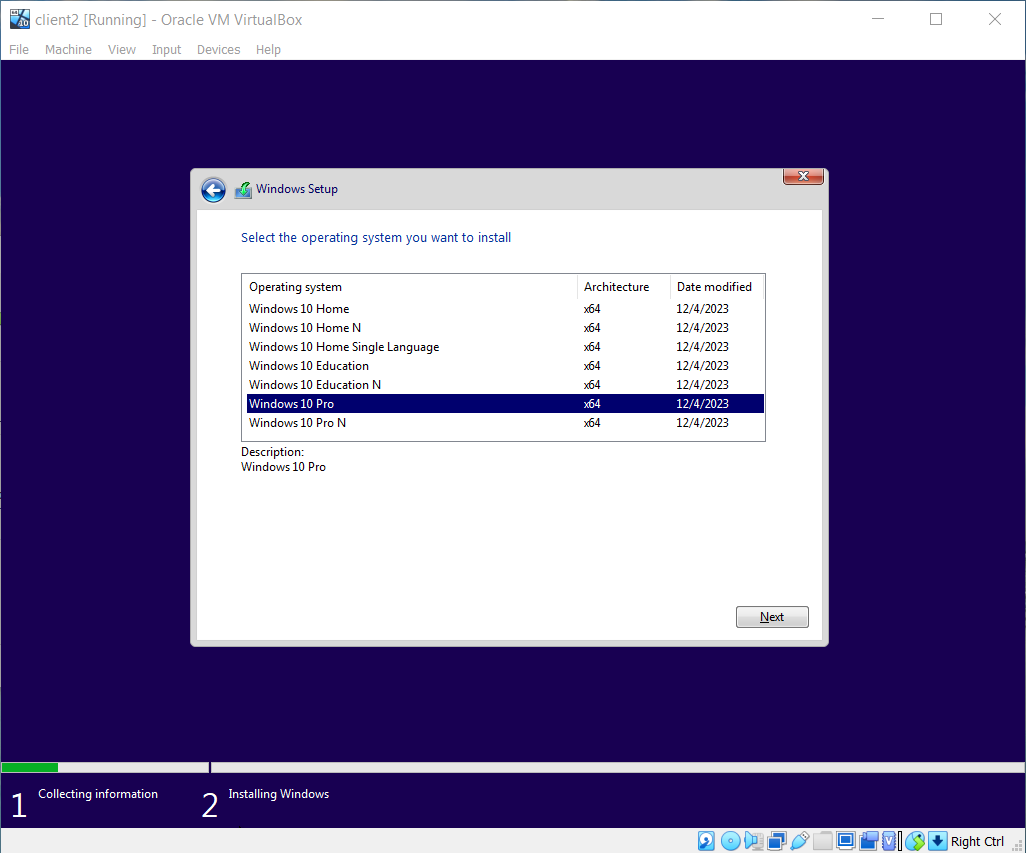 client2 [Running] - Oracle VM VirtualBox
File Machine View Input Devices Help
Windows Setup
Select the operating system you want to install
Operating system Architecture Date modified
Windows 10 Home x64 12/4/2023
Windows 10 Home N x64 12/4/2023
Windows 10 Home Single Language x64 12/4/2023
Windows 10 Education x64 12/4/2023
Windows 10 Education N x64 12/4/2023
Windows 10 Pro x64 12/4/2023
Windows 10 Pro N x64 12/4/2023
Description:
Windows 10 Pro
Next
1 Collecting information 2 Installing Windows
Right Ctrl